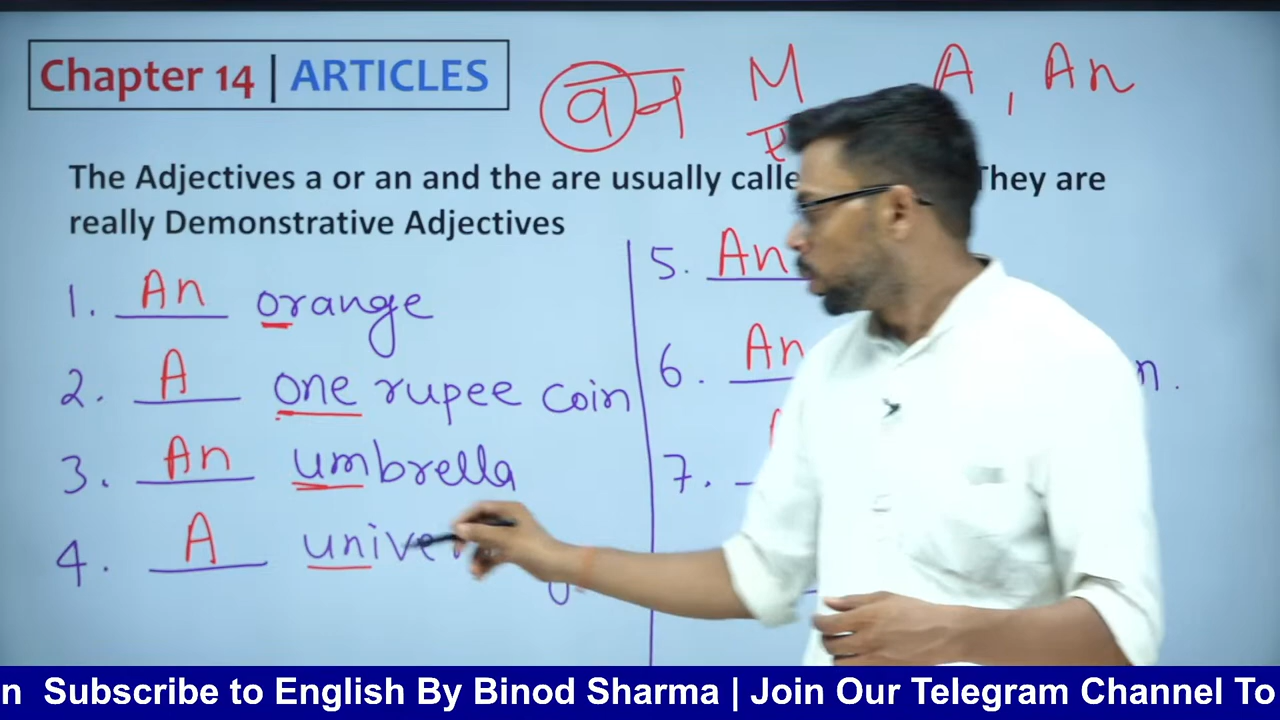 Chapter 14 | ARTICLES
वन M A , An
ए
The Adjectives a or an and the are usually They are
really Demonstrative Adjectives
1. An orange
2. A one rupee coin
3. An umbrella
4. A
5. An
6. An
7.
n Subscribe to English By Binod Sharma | Join Our Telegram Channel To